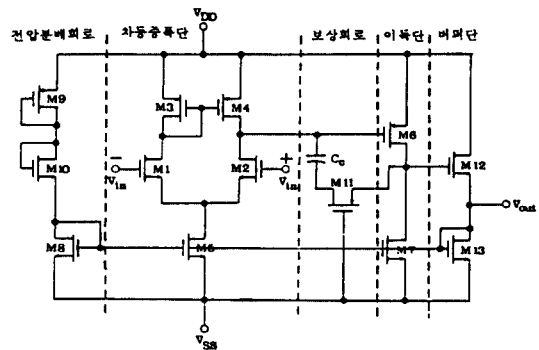 V_DD
전압분배회로 차동증폭단 보상회로 이득단 버퍼단
M9
M3 M4
M6
M10 M1 M2 C_c M12
- V_in
+ V_in
M11
V_out
M8 M5 M7 M13
V_SS